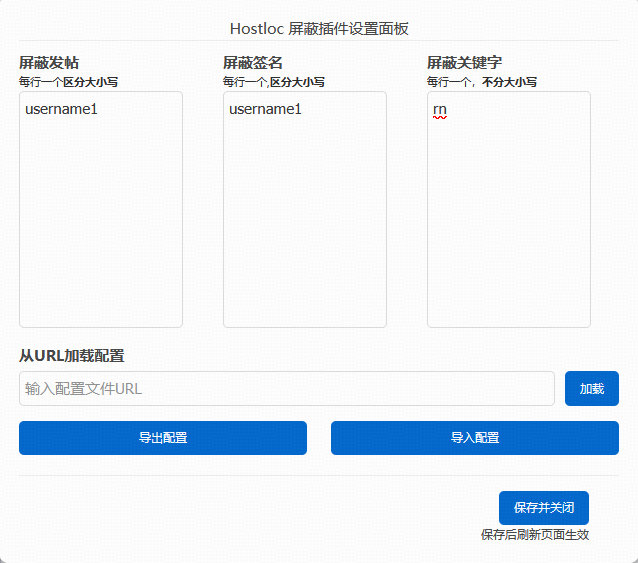 Hostloc 屏蔽插件设置面板
屏蔽发帖
每行一个区分大小写
username1
屏蔽签名
每行一个,区分大小写
username1
屏蔽关键字
每行一个，不分大小写
rn
从URL加载配置
输入配置文件URL
加载
导出配置
导入配置
保存并关闭
保存后刷新页面生效